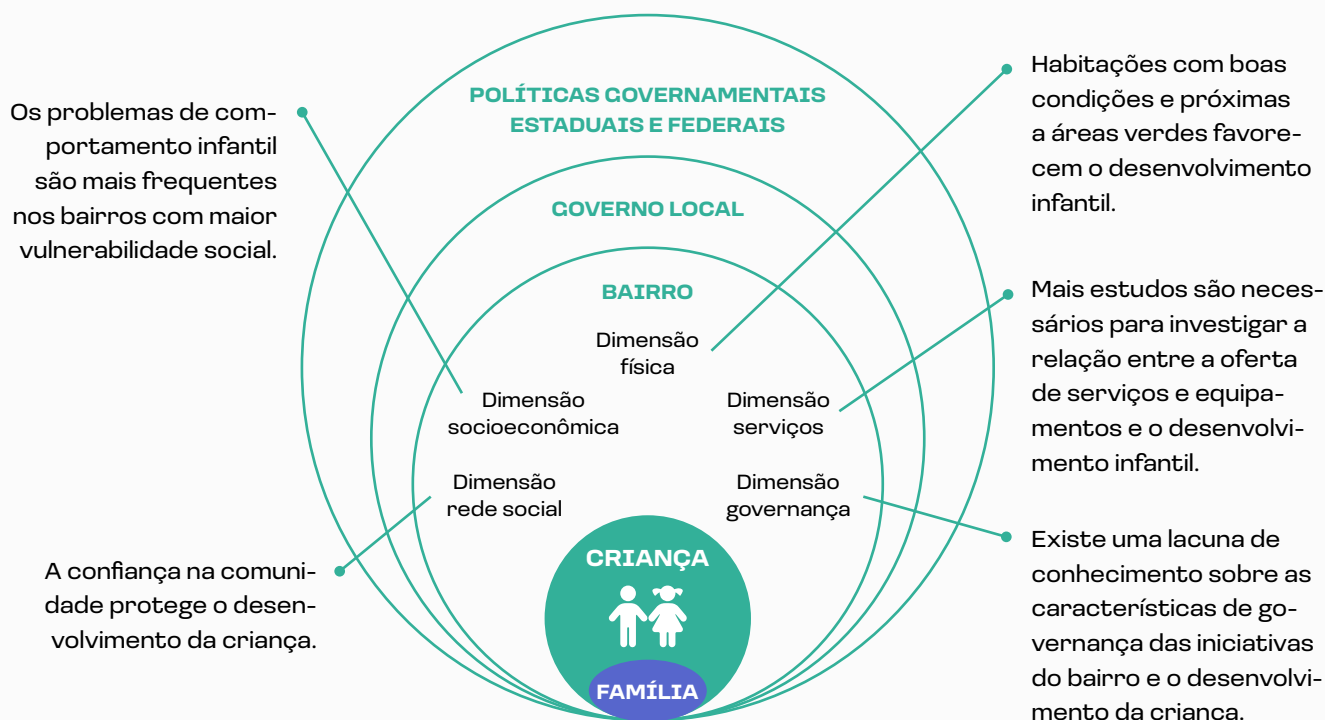 POLÍTICAS GOVERNAMENTAIS
ESTADUAIS E FEDERAIS
GOVERNO LOCAL
BAIRRO
Os problemas de com-
portamento infantil
são mais frequentes
nos bairros com maior
vulnerabilidade social.
Habitações com boas
condições e próximas
a áreas verdes favore-
cem o desenvolvimento
infantil.
Dimensão
física
Dimensão
socioeconômica
Dimensão
serviços
Mais estudos são neces-
sários para investigar a
relação entre a oferta
de serviços e equipa-
mentos e o desenvolvi-
mento infantil.
Dimensão
rede social
Dimensão
governança
A confiança na comuni-
dade protege o desen-
volvimento da criança.
Existe uma lacuna de
conhecimento sobre as
características de go-
vernança das iniciativas
do bairro e o desenvolvi-
mento da criança.
CRIANÇA
FAMÍLIA